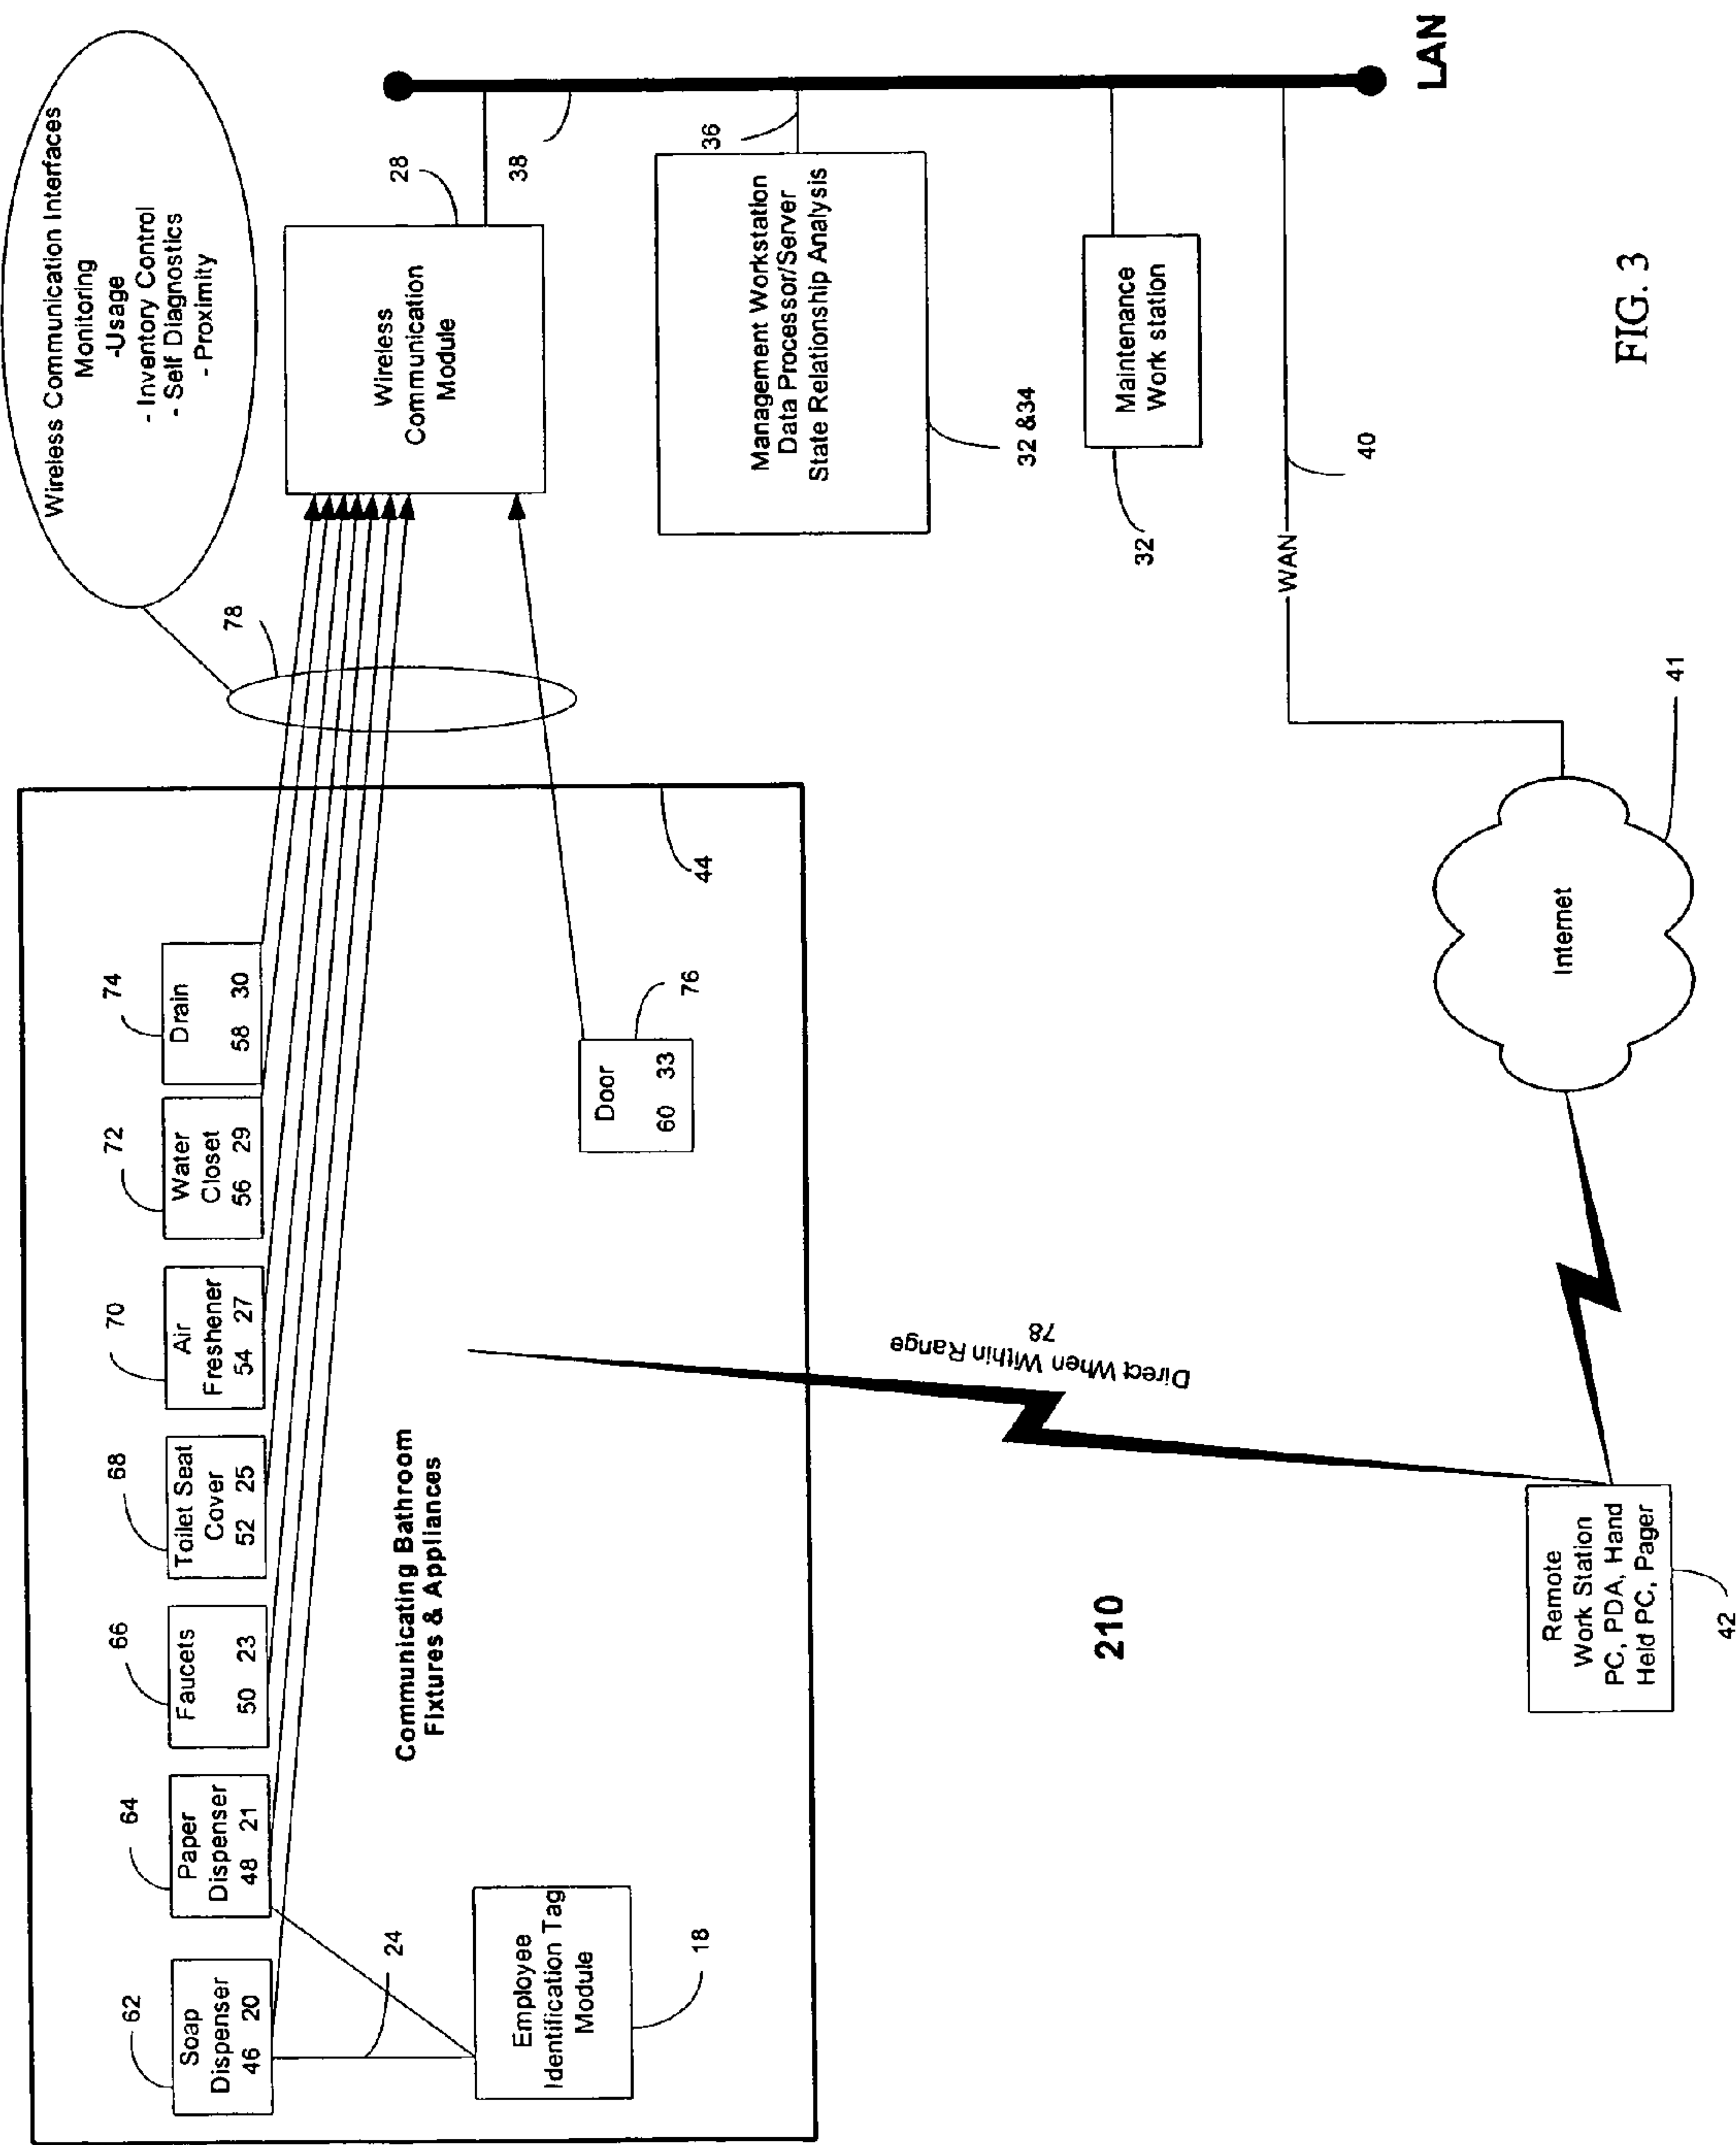 62
64
66
68
70
72
74
Soap
Dispenser
46 20
Paper
Dispenser
48 21
Faucets
50 23
Toilet Seat
Cover
52 25
Air
Freshener
54 27
Water
Closet
56 29
Drain
58 30
24
Employee
Identification Tag
Module
18
Communicating Bathroom
Fixtures & Appliances
Door
60 33
76
44
78
Wireless Communication Interfaces
Monitoring
-Usage
- Inventory Control
- Self Diagnostics
- Proximity
Wireless
Communication
Module
28
38
Management Workstation
Data Processor/Server
State Relationship Analysis
36
32 &34
Maintenance
Work station
32
WAN
40
LAN
Direct When Within Range
78
210
Internet
41
Remote
Work Station
PC, PDA, Hand
Held PC, Pager
42
FIG. 3